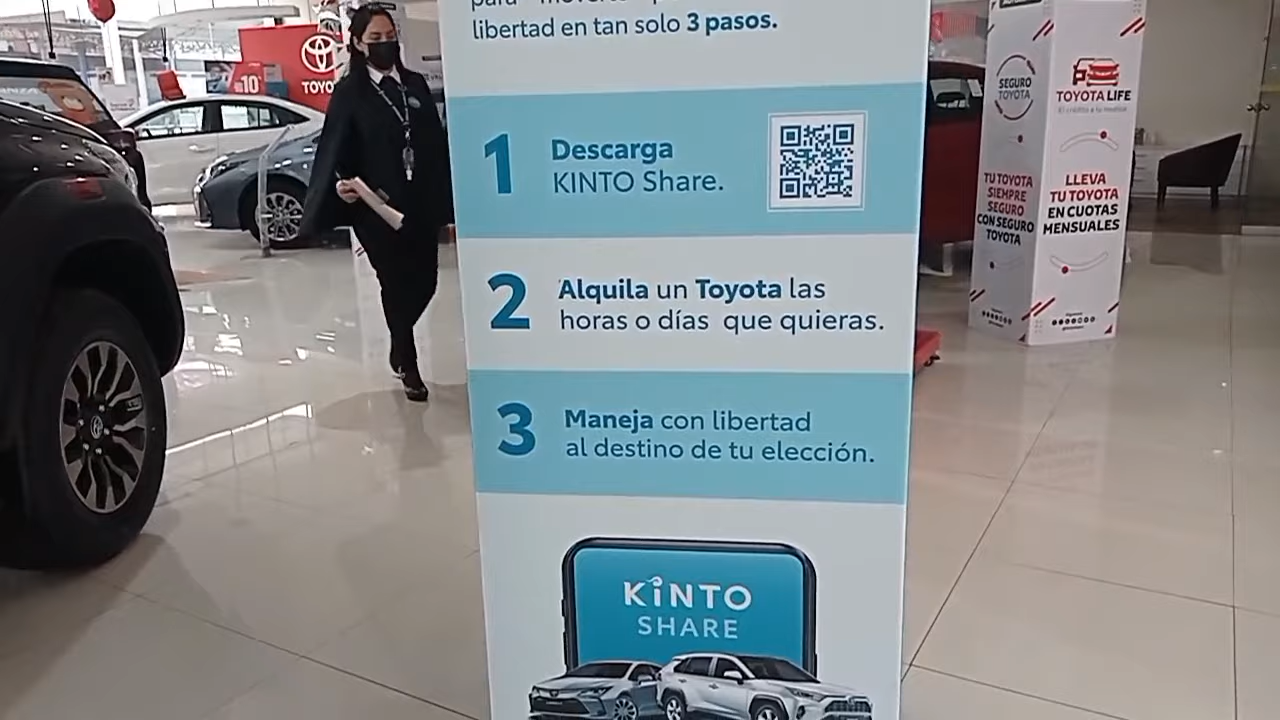 libertad en tan solo 3 pasos.
1
Descarga
KINTO Share.
2
Alquila un Toyota las
horas o días que quieras.
3
Maneja con libertad
al destino de tu elección.
KINTO
SHARE
TOYO
10%
SEGURO
TOYOTA
TU TOYOTA
SIEMPRE
SEGURO
CON SEGURO
TOYOTA
TOYOTA LIFE
LLEVA
TU TOYOTA
EN CUOTAS
MENSUALES